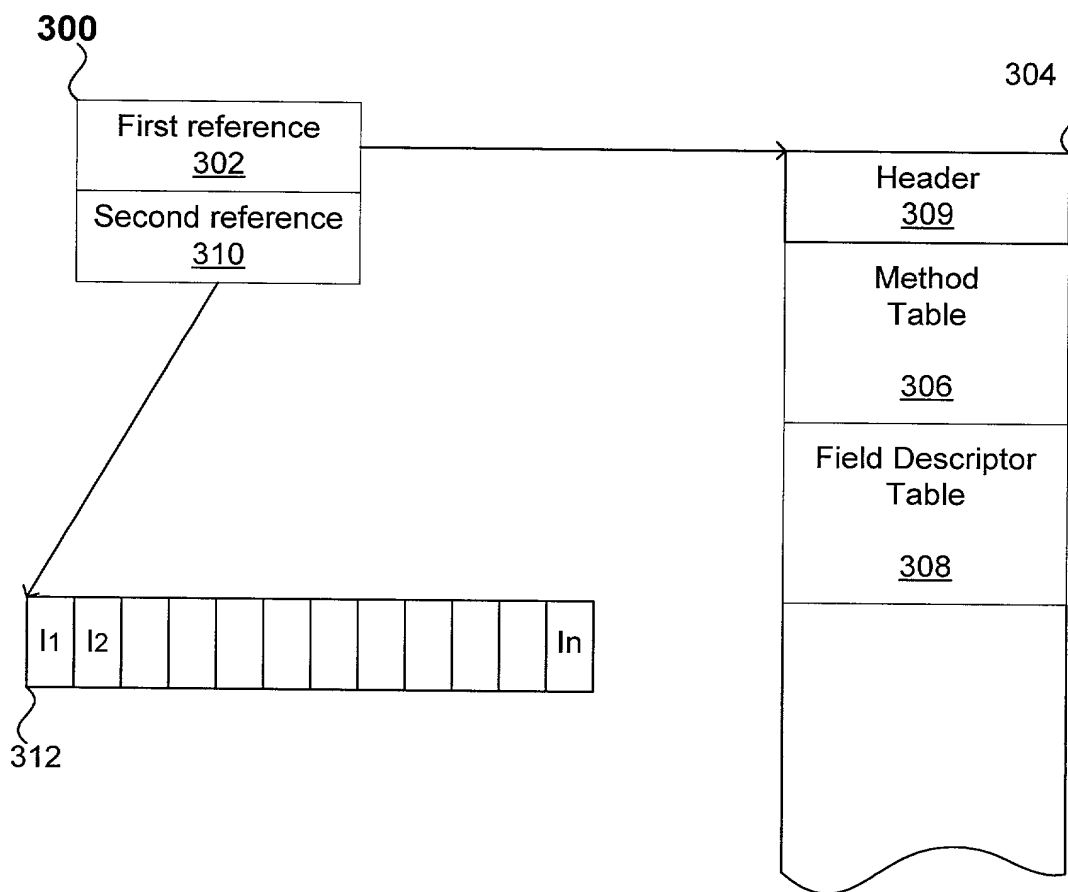 300
304
First reference
302
Second reference
310
Header
309
Method
Table
306
Field Descriptor
Table
308
I1 I2 In
312